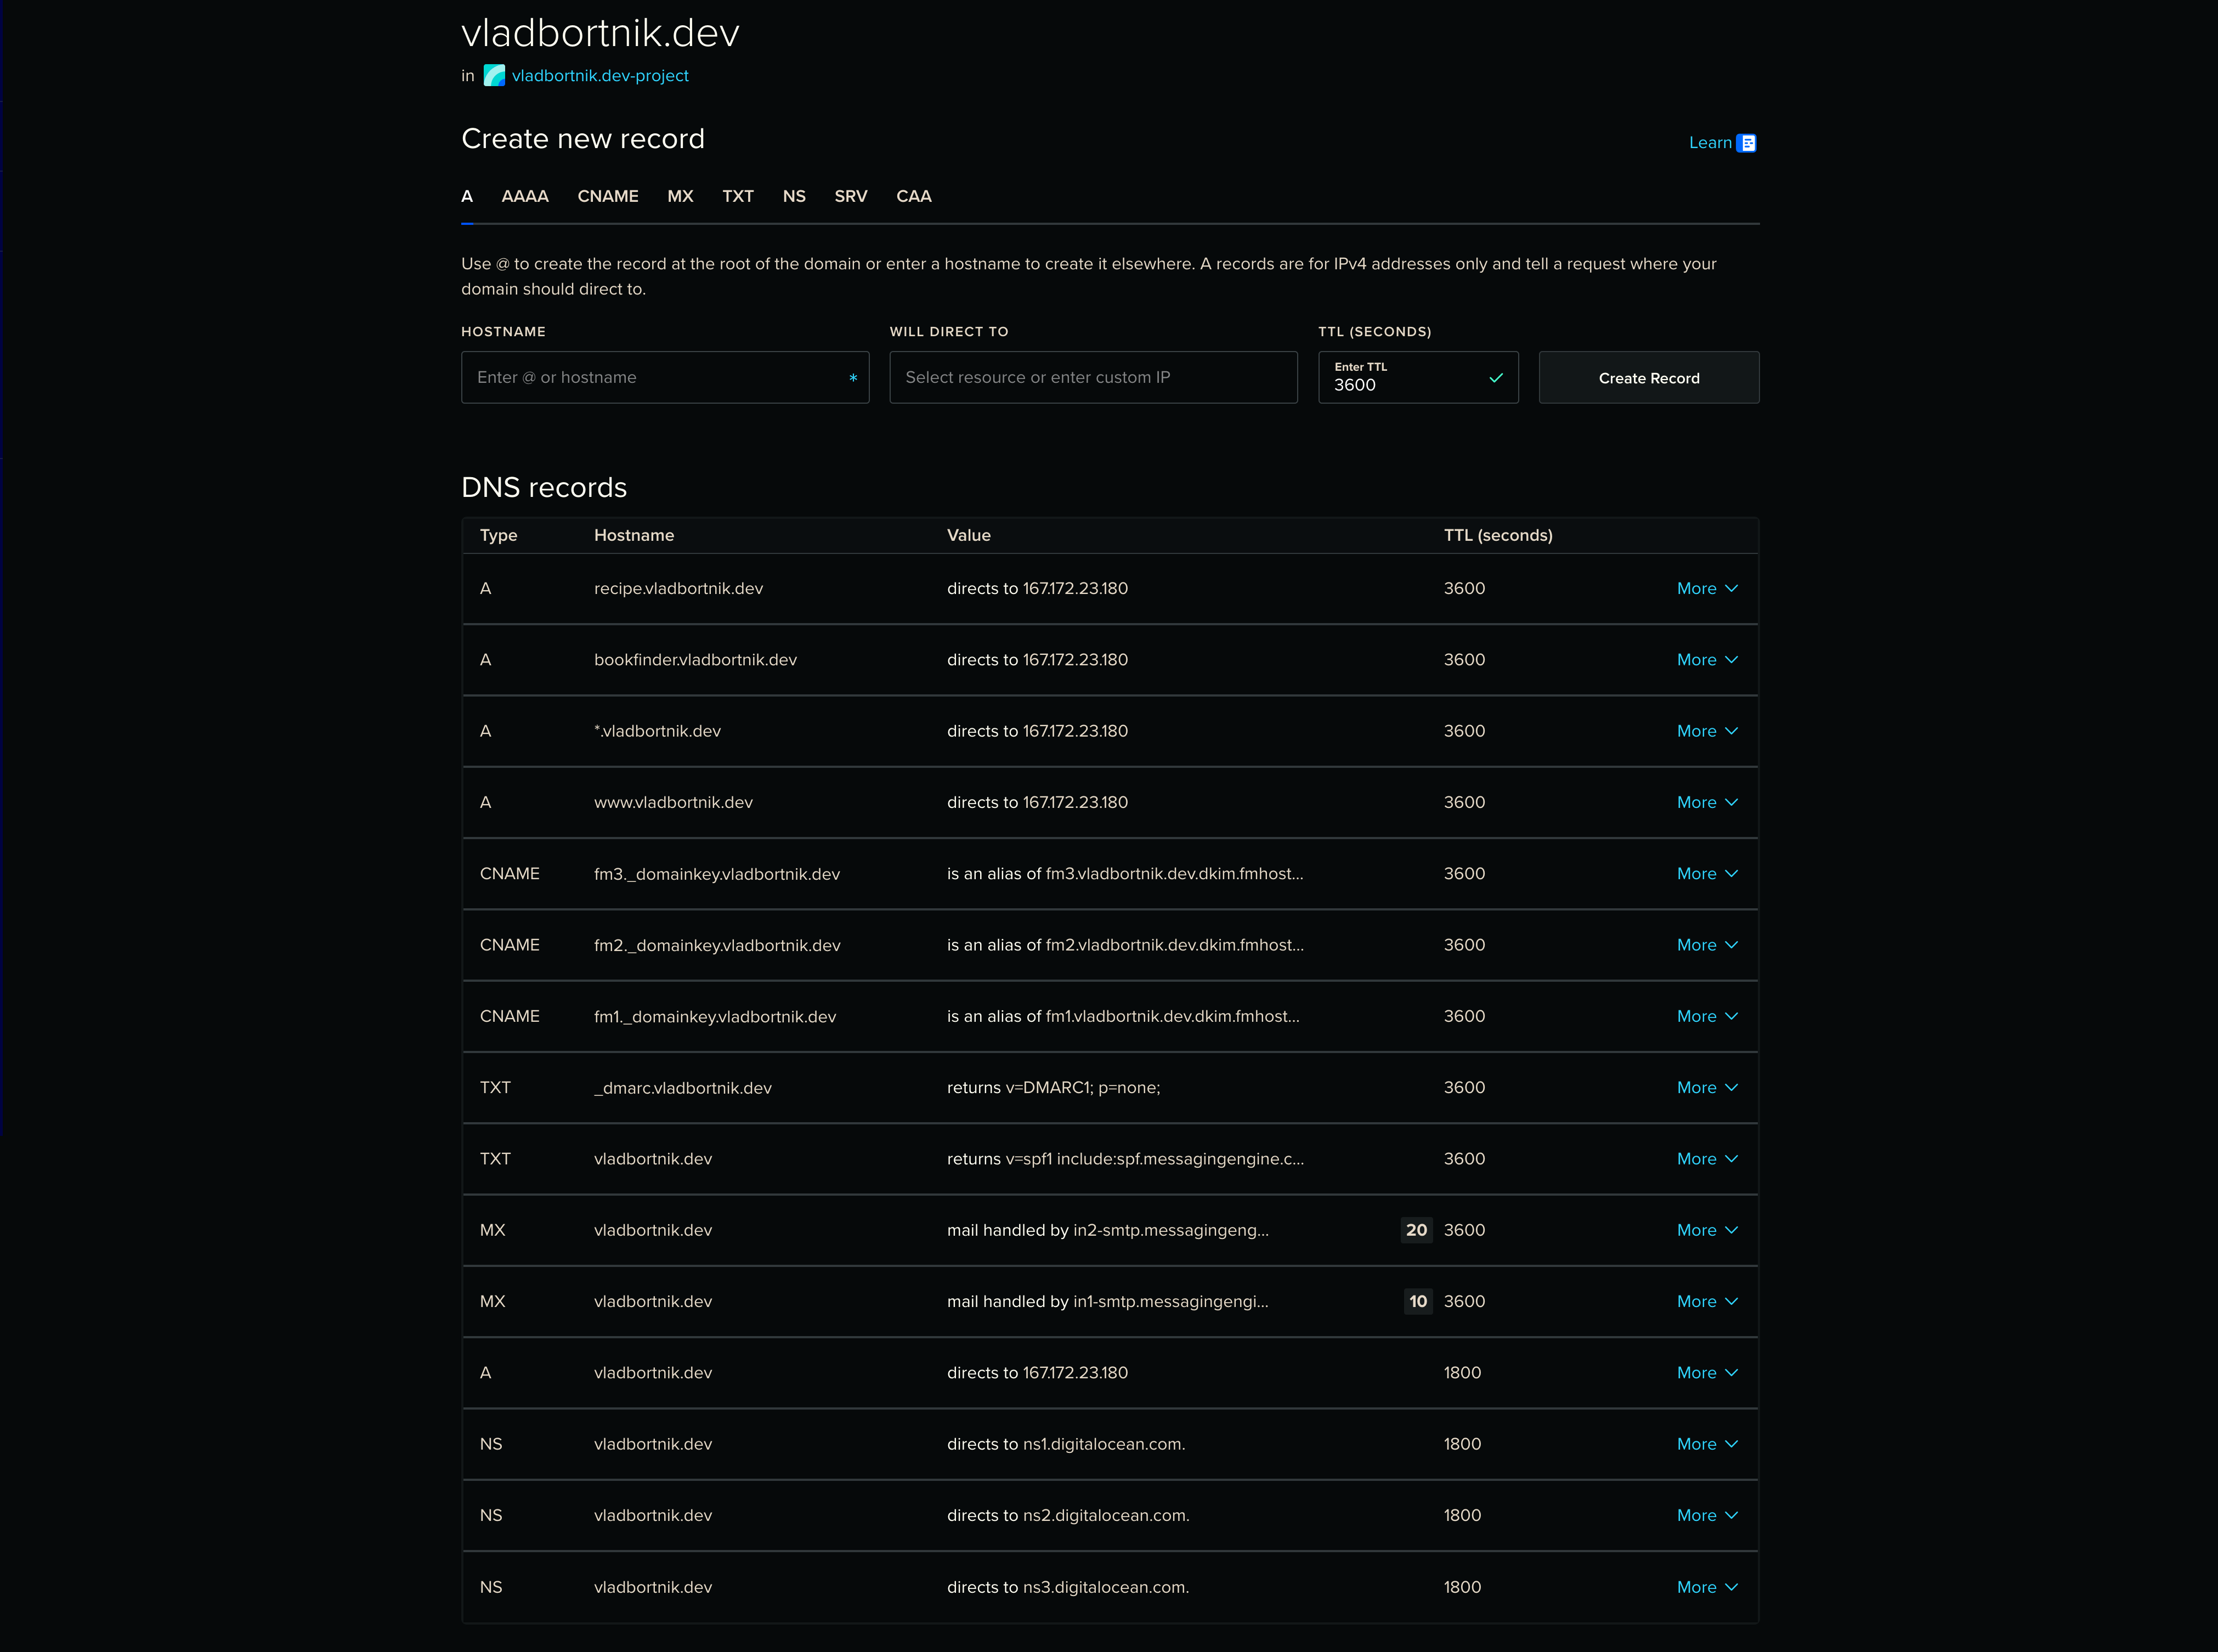 vladbortnik.dev
in vladbortnik.dev-project
Create new record
Learn
A AAAA CNAME MX TXT NS SRV CAA
Use @ to create the record at the root of the domain or enter a hostname to create it elsewhere. A records are for IPv4 addresses only and tell a request where your
domain should direct to.
HOSTNAME WILL DIRECT TO TTL (SECONDS)
Enter @ or hostname * Select resource or enter custom IP Enter TTL
3600 Create Record
DNS records
Type Hostname Value TTL (seconds)
A recipe.vladbortnik.dev directs to 167.172.23.180 3600 More
A bookfinder.vladbortnik.dev directs to 167.172.23.180 3600 More
A *.vladbortnik.dev directs to 167.172.23.180 3600 More
A www.vladbortnik.dev directs to 167.172.23.180 3600 More
CNAME fm3._domainkey.vladbortnik.dev is an alias of fm3.vladbortnik.dev.dkim.fmhost... 3600 More
CNAME fm2._domainkey.vladbortnik.dev is an alias of fm2.vladbortnik.dev.dkim.fmhost... 3600 More
CNAME fm1._domainkey.vladbortnik.dev is an alias of fm1.vladbortnik.dev.dkim.fmhost... 3600 More
TXT _dmarc.vladbortnik.dev returns v=DMARC1; p=none; 3600 More
TXT vladbortnik.dev returns v=spf1 include:spf.messagingengine.c... 3600 More
MX vladbortnik.dev mail handled by in2-smtp.messagingeng... 20 3600 More
MX vladbortnik.dev mail handled by in1-smtp.messagingengi... 10 3600 More
A vladbortnik.dev directs to 167.172.23.180 1800 More
NS vladbortnik.dev directs to ns1.digitalocean.com. 1800 More
NS vladbortnik.dev directs to ns2.digitalocean.com. 1800 More
NS vladbortnik.dev directs to ns3.digitalocean.com. 1800 More